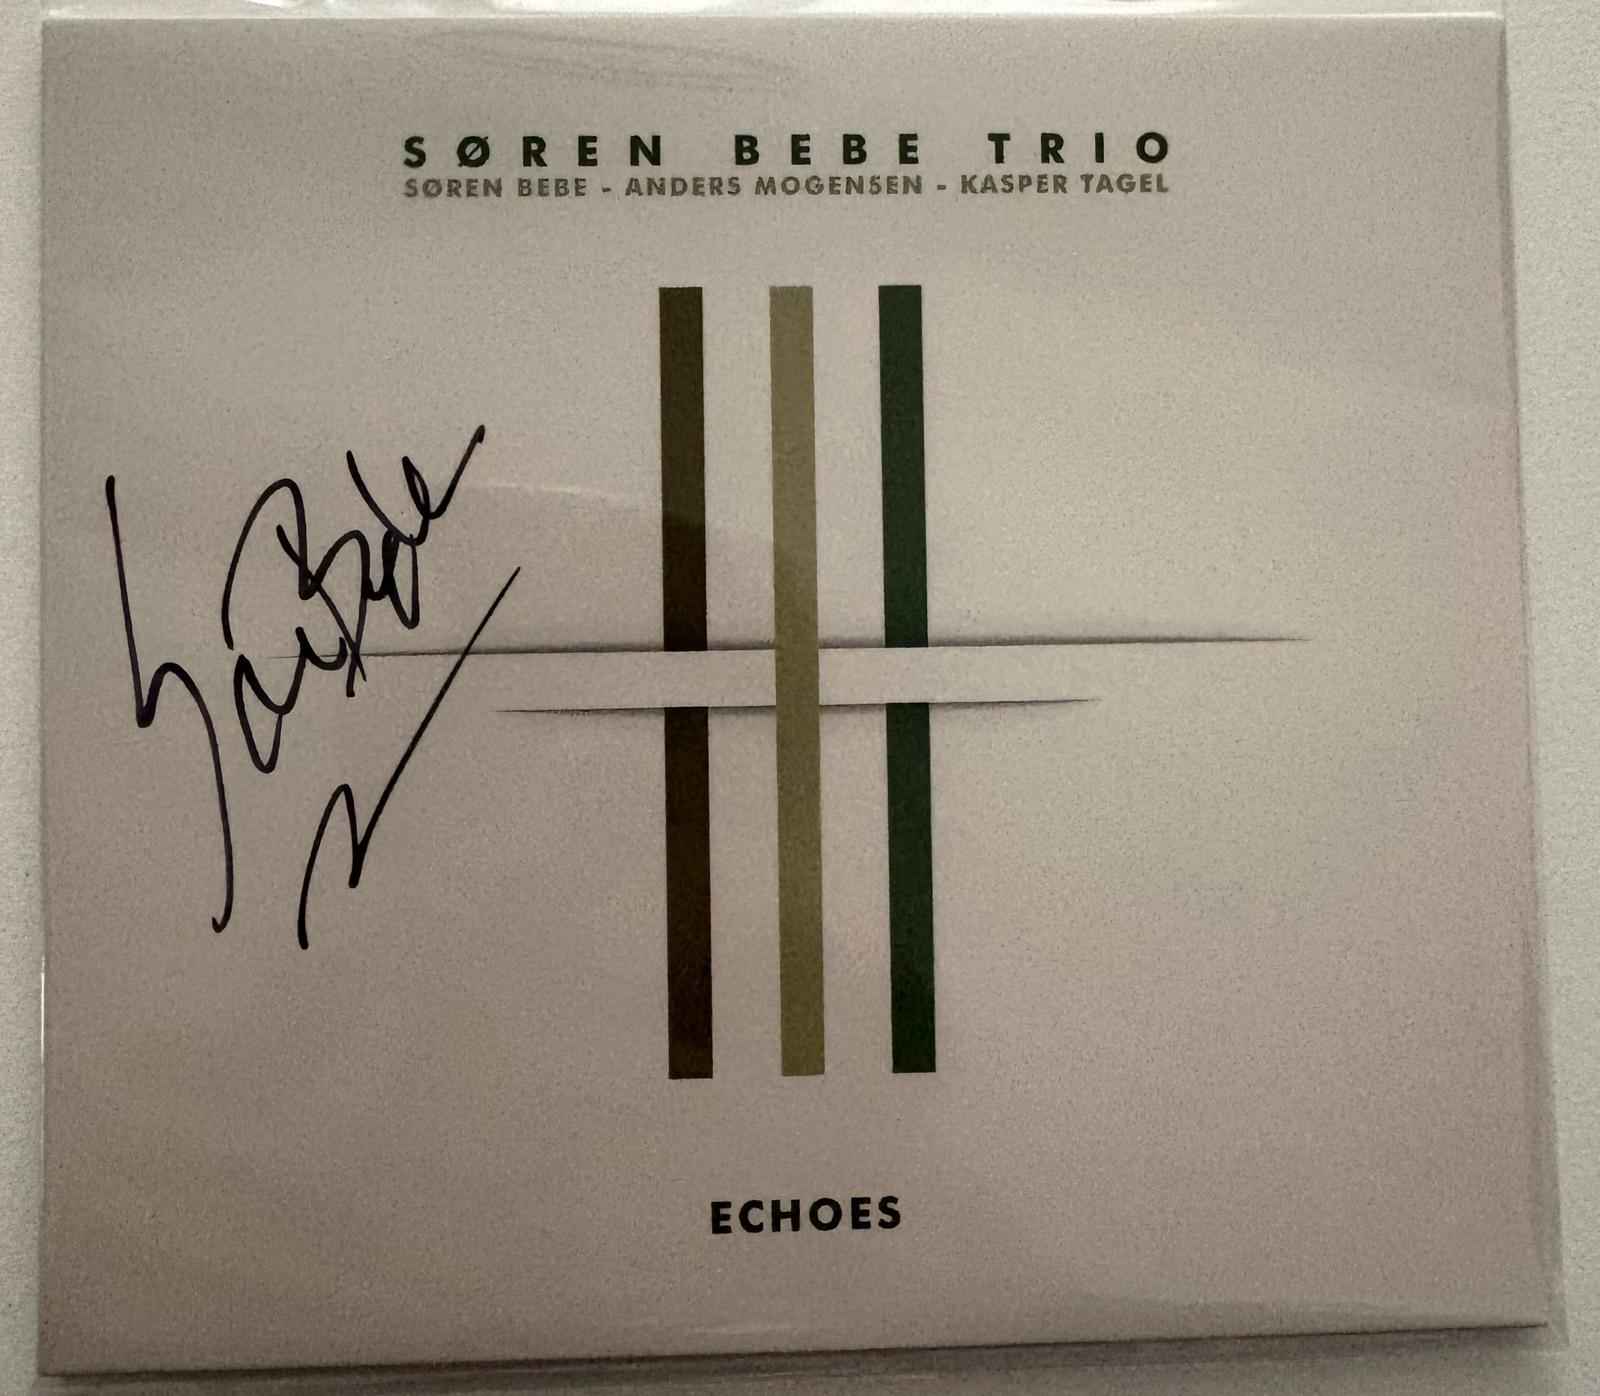 SØREN BEBE TRIO
SØREN BEBE - ANDERS MOGENSEN - KASPER TAGEL
ECHOES